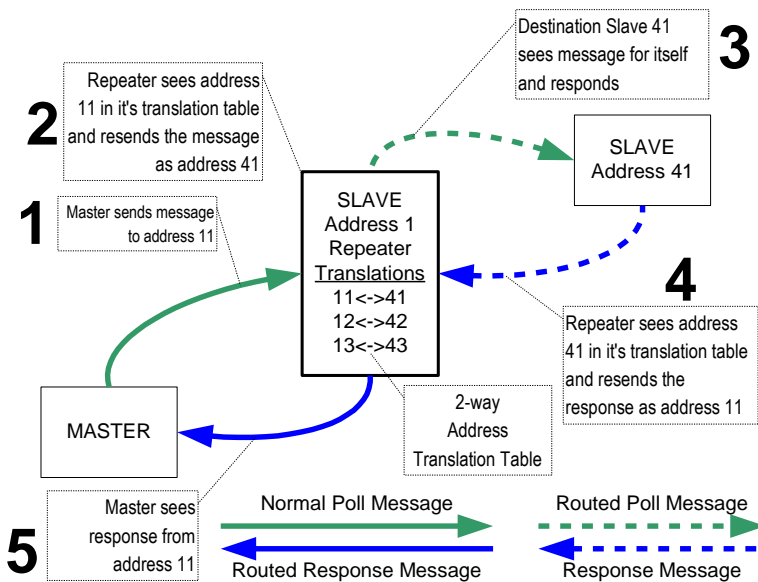 1
Master sends message
to address 11
2
Repeater sees address
11 in it's translation table
and resends the message
as address 41
3
Destination Slave 41
sees message for itself
and responds
SLAVE
Address 41
SLAVE
Address 1
Repeater
Translations
11<->41
12<->42
13<->43
4
Repeater sees address
41 in it's translation table
and resends the
response as address 11
2-way
Address
Translation Table
MASTER
5
Master sees
response from
address 11
Normal Poll Message
Routed Response Message
Routed Poll Message
Response Message